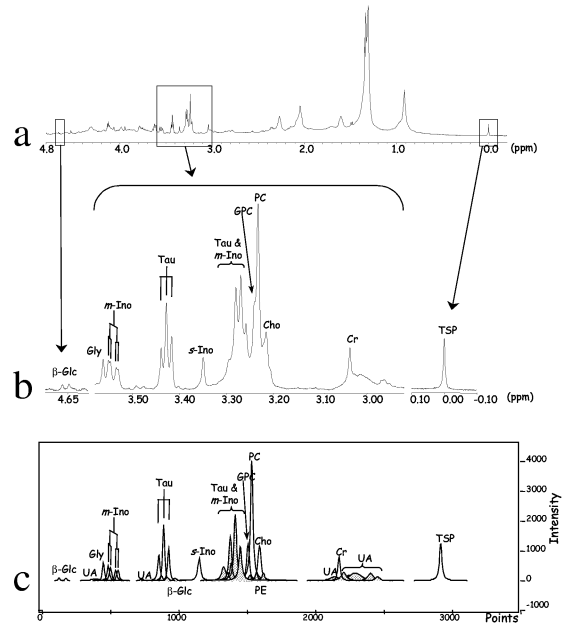 a
4.8 4.0 3.0 2.0 1.0 0.0 (ppm)
PC
GPC
Tau &
m-Ino
Tau
m-Ino
Cho
Gly
s-Ino
Cr
TSP
β-Glc
b
4.65 3.50 3.40 3.30 3.20 3.10 3.00 0.10 0.00 -0.10 (ppm)
PC
4000
GPC
Tau
Tau &
m-Ino
3000
m-Ino
2000
Intensity
Cho
TSP
Gly
s-Ino
Cr
UA
1000
β-Glc
UA
UA
UA
0
c
β-Glc
PE
-1000
0 500 1000 1500 2000 2500 3000 Points